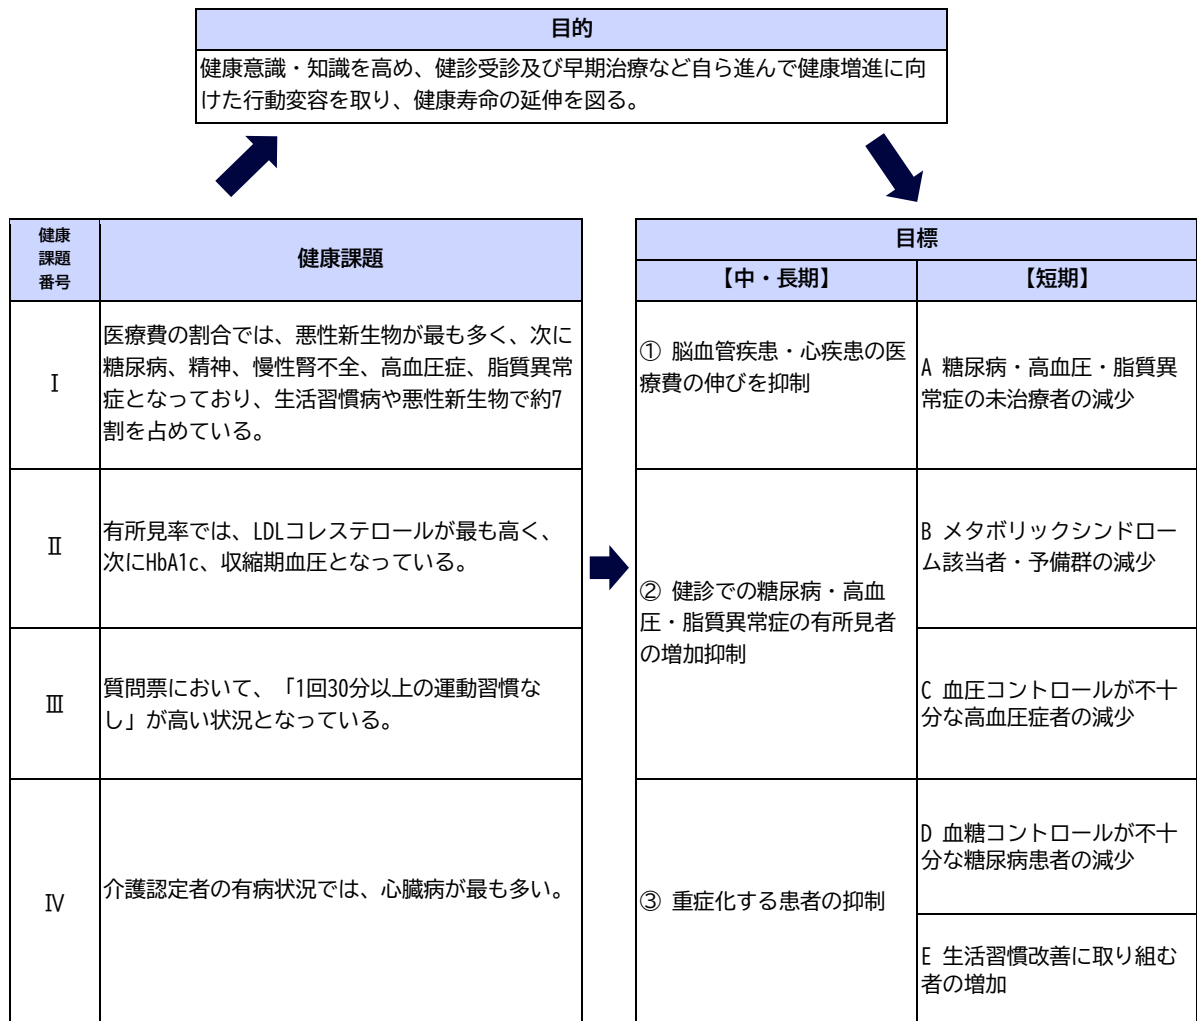 目的
健康意識・知識を高め、健診受診及び早期治療など自ら進んで健康増進に向
けた行動変容を取り、健康寿命の延伸を図る。
健康
課題
番号
健康課題
Ⅰ
医療費の割合では、悪性新生物が最も多く、次に
糖尿病、精神、慢性腎不全、高血圧症、脂質異常
症となっており、生活習慣病や悪性新生物で約7
割を占めている。
Ⅱ
有所見率では、LDLコレステロールが最も高く、
次にHbA1c、収縮期血圧となっている。
Ⅲ
質問票において、「1回30分以上の運動習慣な
し」が高い状況となっている。
Ⅳ
介護認定者の有病状況では、心臓病が最も多い。
目標
【中・長期】
【短期】
① 脳血管疾患・心疾患の医
療費の伸びを抑制
A 糖尿病・高血圧・脂質異
常症の未治療者の減少
② 健診での糖尿病・高血
圧・脂質異常症の有所見者
の増加抑制
B メタボリックシンドロー
ム該当者・予備群の減少
C 血圧コントロールが不十
分な高血圧症者の減少
③ 重症化する患者の抑制
D 血糖コントロールが不十
分な糖尿病患者の減少
E 生活習慣改善に取り組む
者の増加